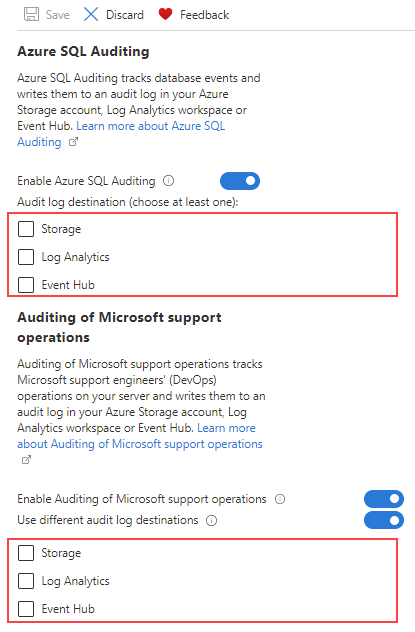 Save Discard Feedback
Azure SQL Auditing
Azure SQL Auditing tracks database events and
writes them to an audit log in your Azure
Storage account, Log Analytics workspace or
Event Hub. Learn more about Azure SQL
Auditing
Enable Azure SQL Auditing
Audit log destination (choose at least one):
Storage
Log Analytics
Event Hub
Auditing of Microsoft support
operations
Auditing of Microsoft support operations tracks
Microsoft support engineers' (DevOps)
operations on your server and writes them to an
audit log in your Azure Storage account, Log
Analytics workspace or Event Hub. Learn more
about Auditing of Microsoft support operations
Enable Auditing of Microsoft support operations
Use different audit log destinations
Storage
Log Analytics
Event Hub